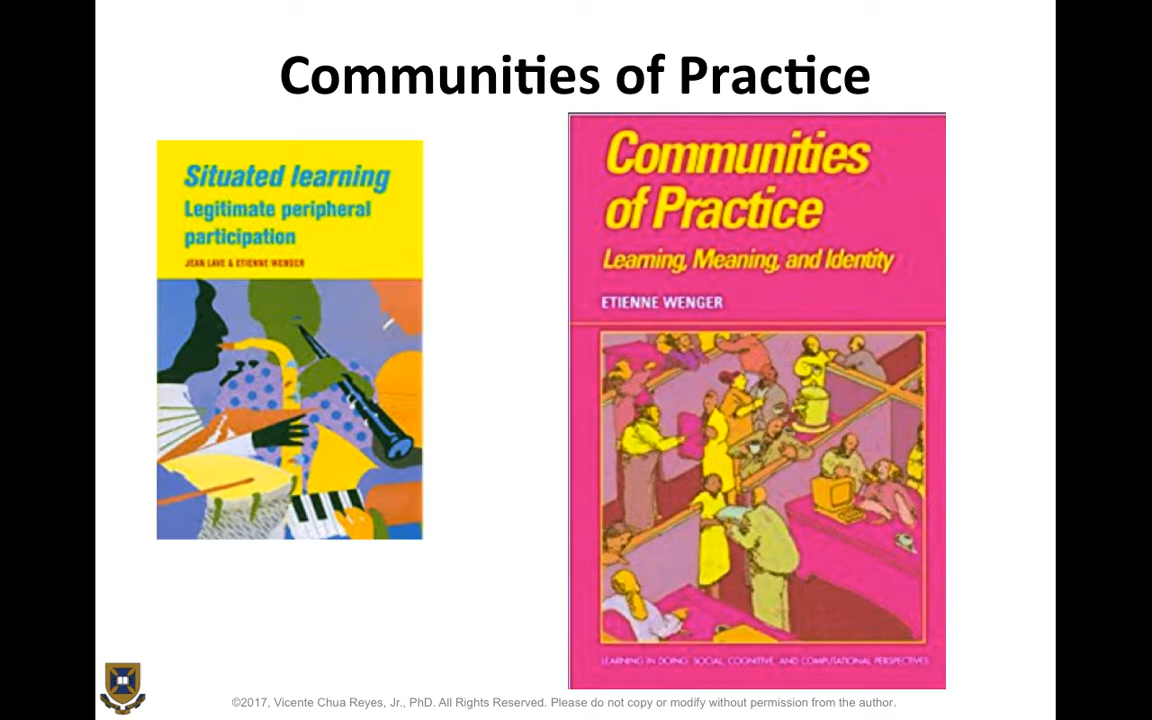 Communities of Practice
Situated learning
Legitimate peripheral
participation
JEAN LAVE & ETIENNE WENGER
Communities
of Practice
Learning, Meaning, and Identity
ETIENNE WENGER
LEARNING IN DOING: SOCIAL, COGNITIVE, AND COMPUTATIONAL PERSPECTIVES
©2017, Vicente Chua Reyes, Jr., PhD. All Rights Reserved. Please do not copy or modify without permission from the author.